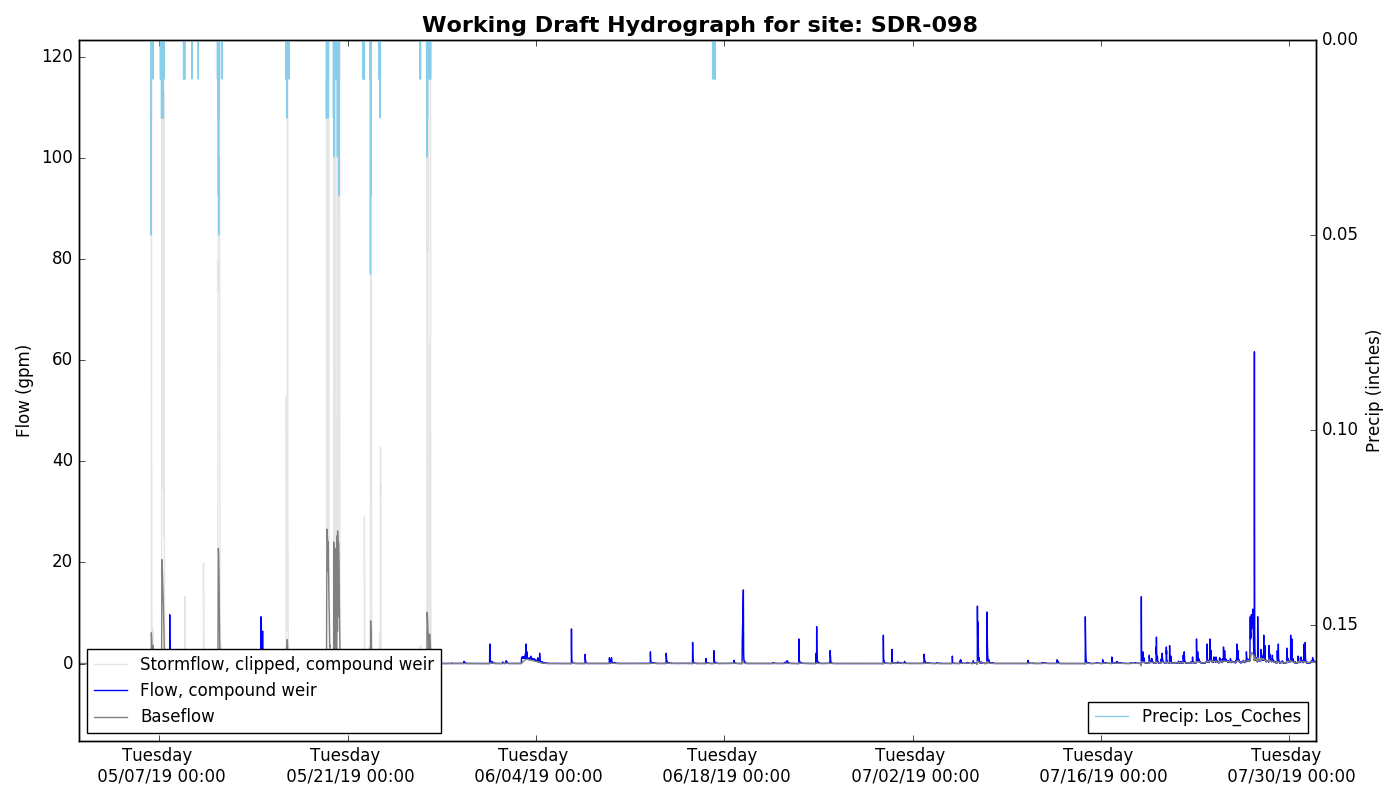 Working Draft Hydrograph for site: SDR-098
120
100
80
60
40
20
0
Flow (gpm)
0.00
0.05
0.10
0.15
Precip (inches)
Stormflow, clipped, compound weir
Flow, compound weir
Baseflow
Precip: Los_Coches
Tuesday
05/07/19 00:00
Tuesday
05/21/19 00:00
Tuesday
06/04/19 00:00
Tuesday
06/18/19 00:00
Tuesday
07/02/19 00:00
Tuesday
07/16/19 00:00
Tuesday
07/30/19 00:00